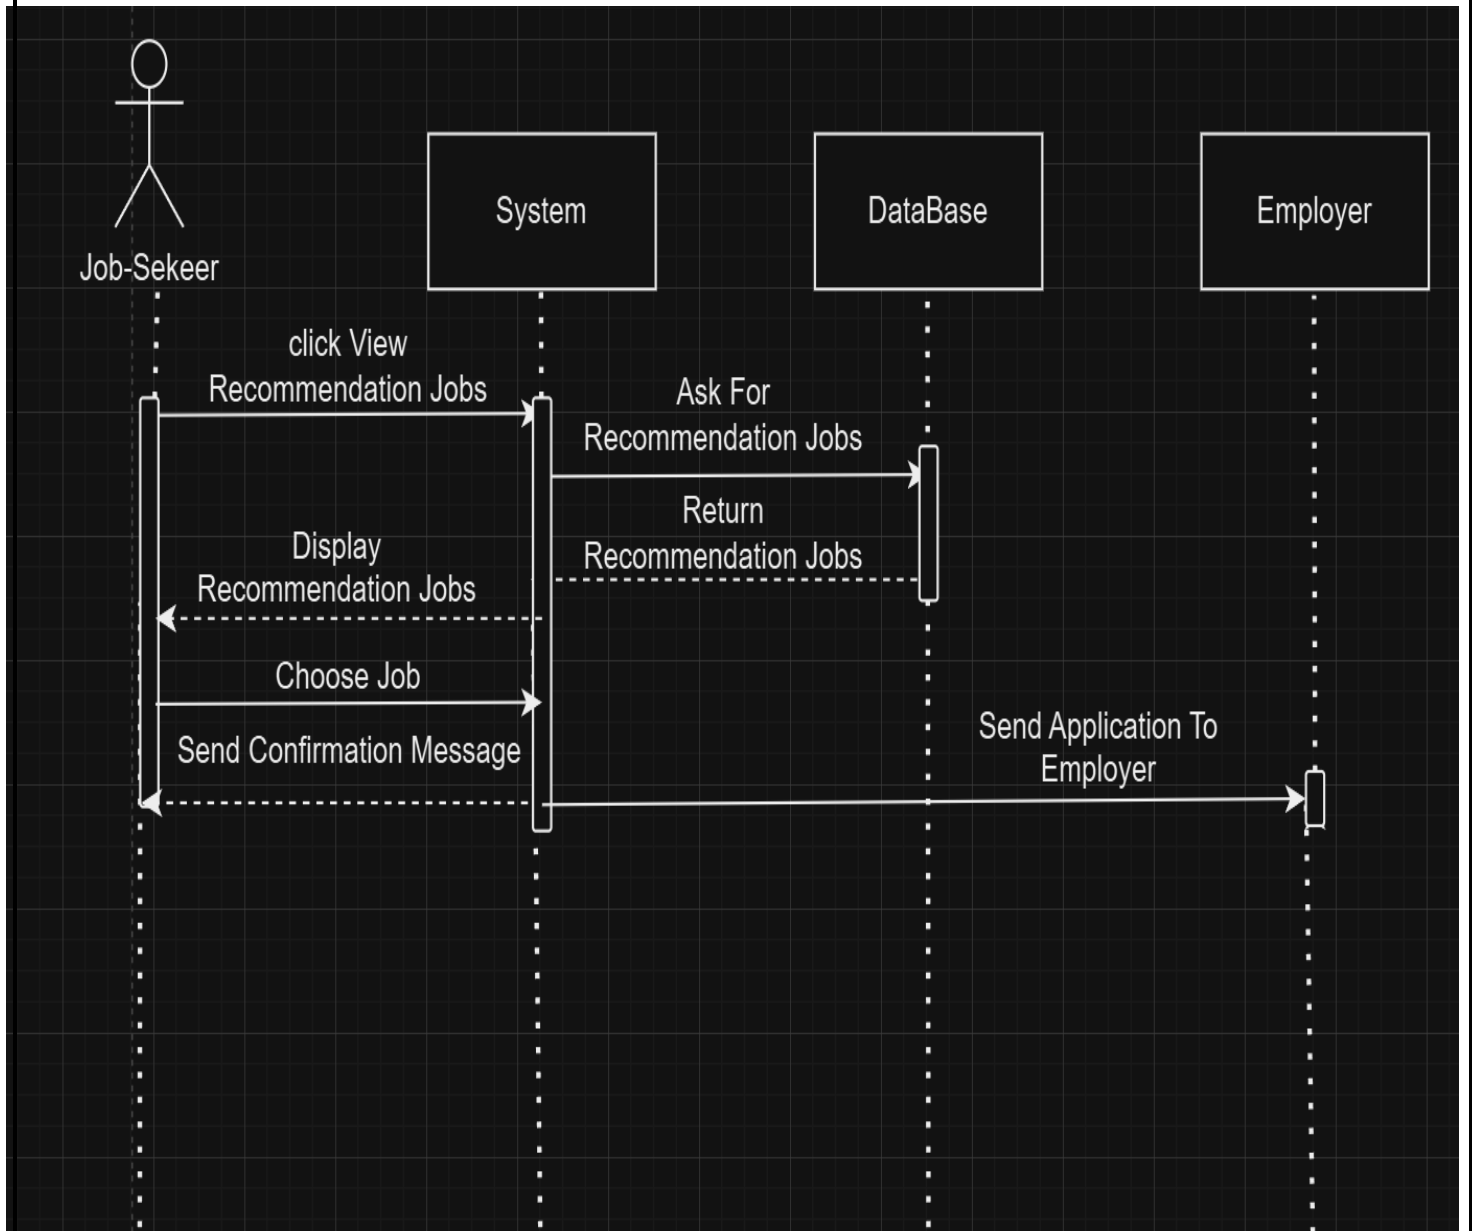 Job-Sekeer
System
DataBase
Employer
click View
Recommendation Jobs
Ask For
Recommendation Jobs
Return
Recommendation Jobs
Display
Recommendation Jobs
Choose Job
Send Confirmation Message
Send Application To
Employer